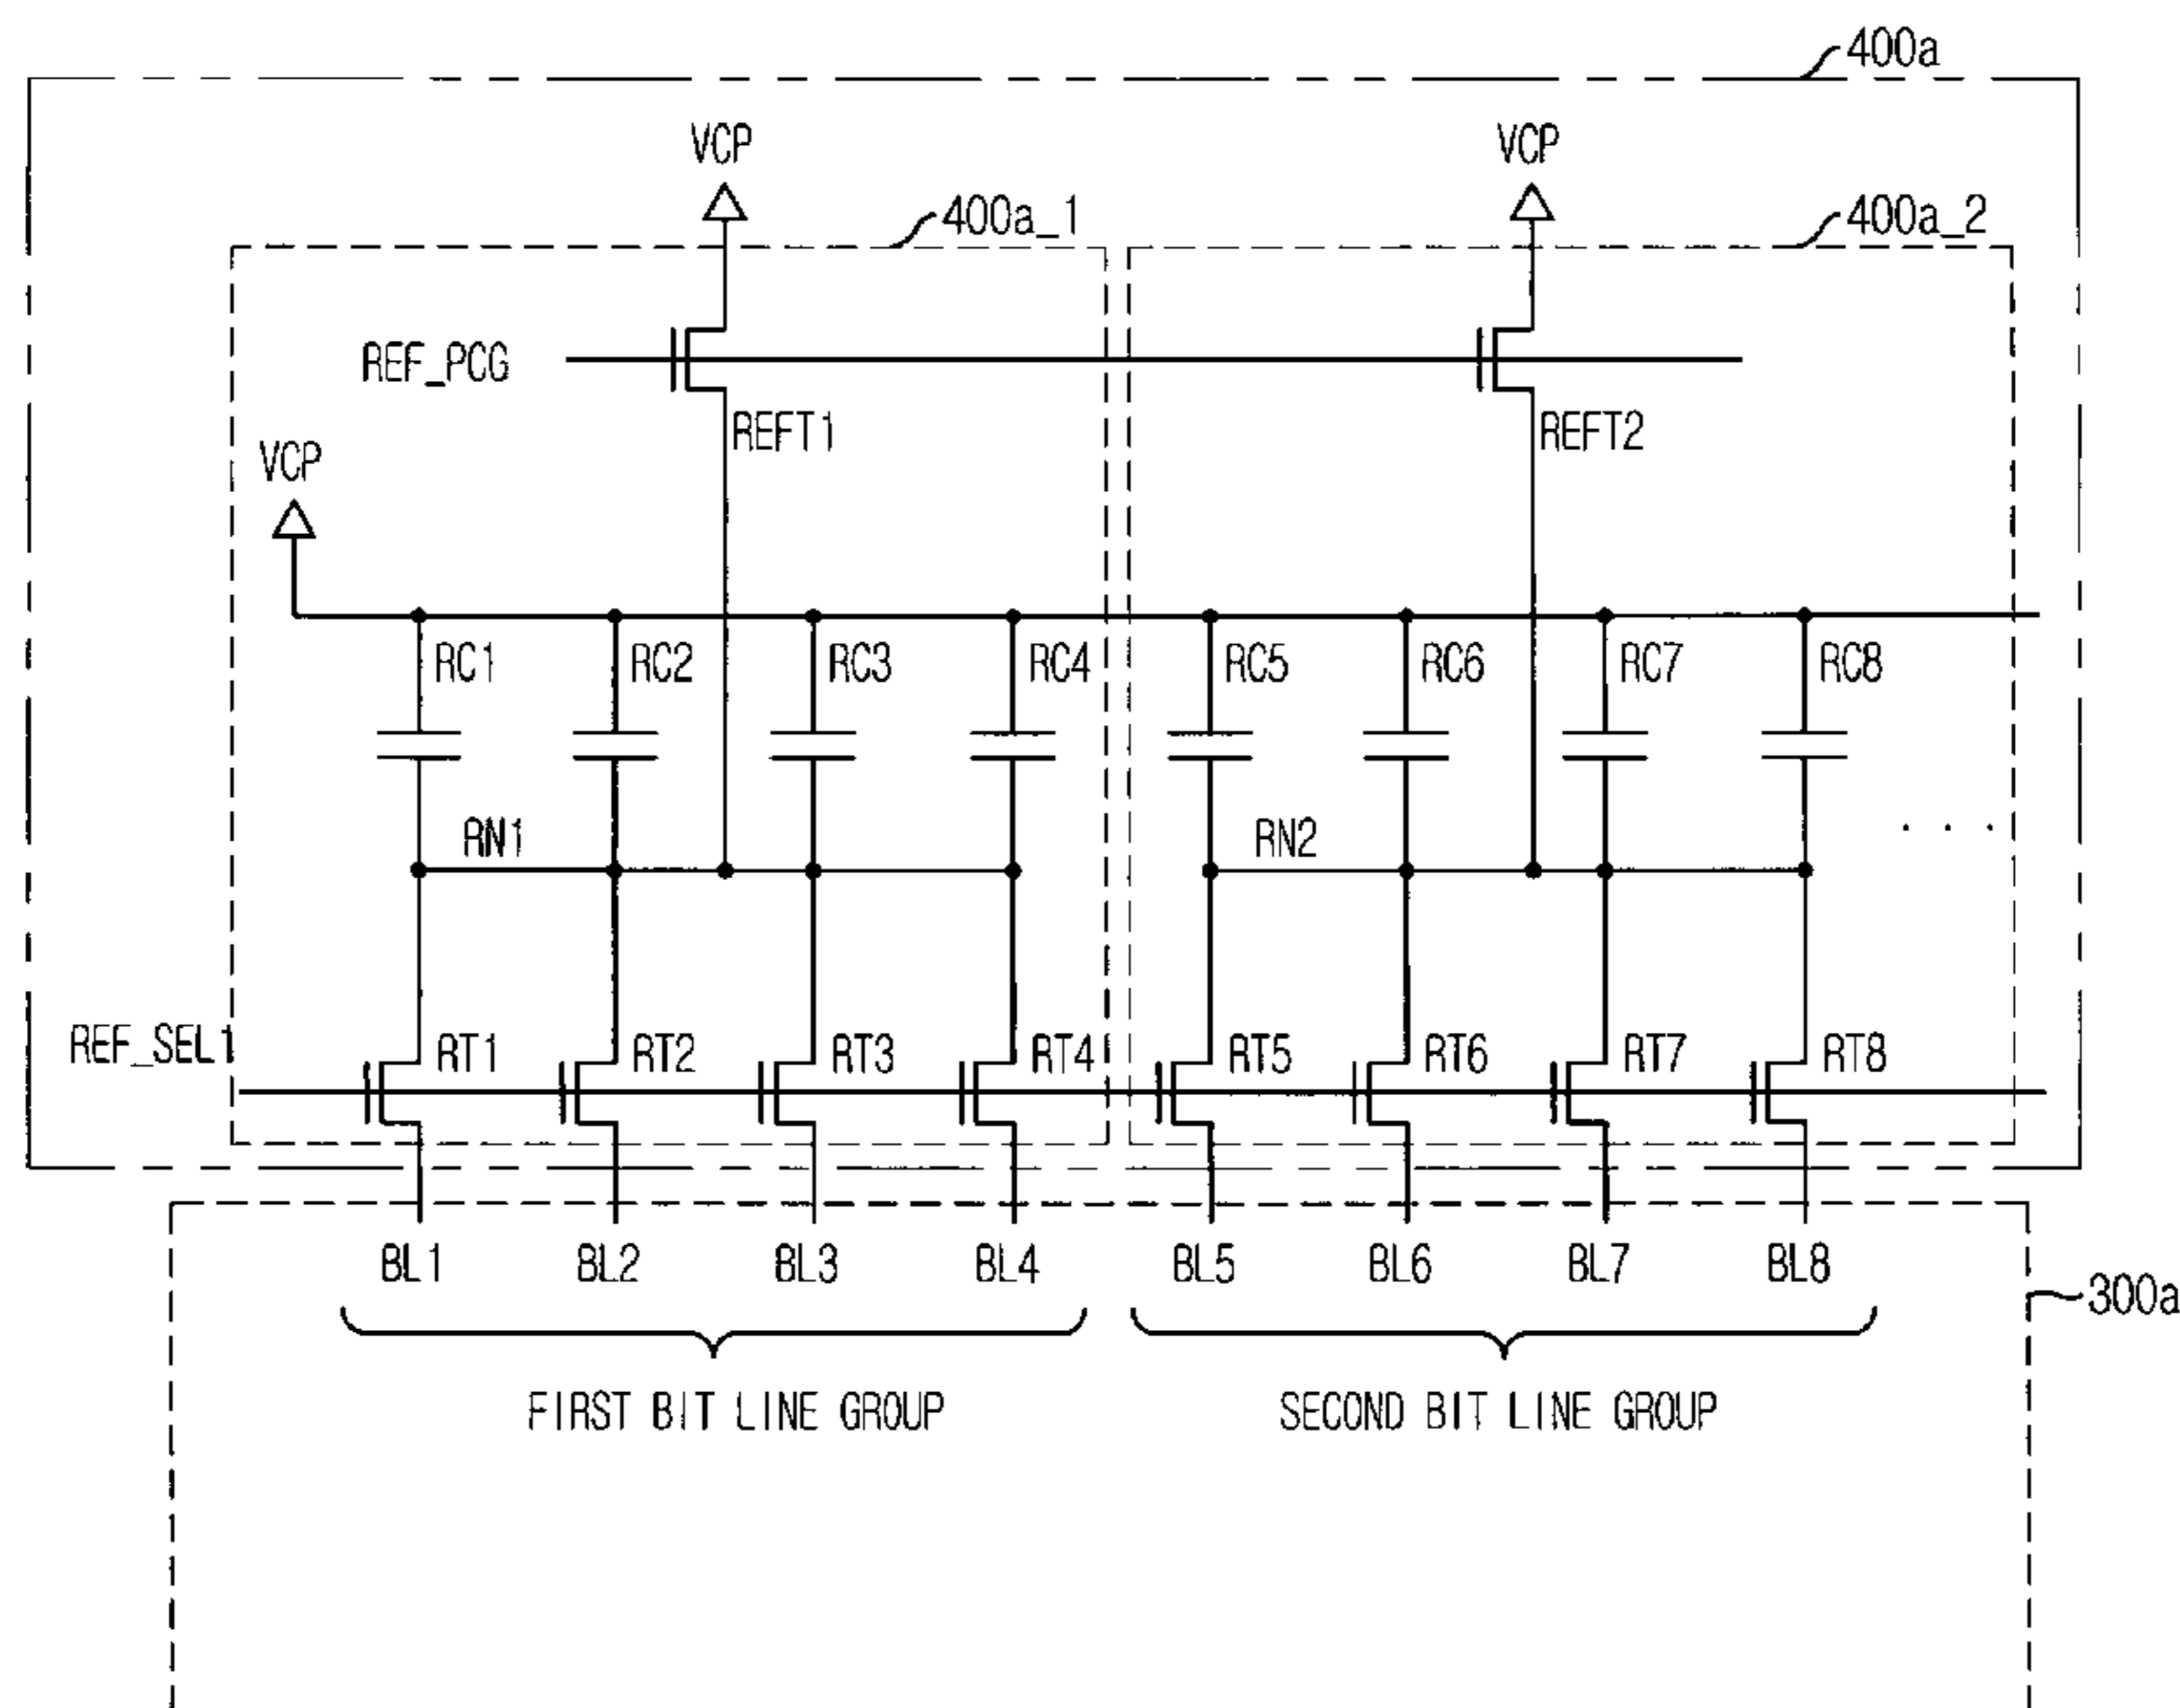 400a
VCP VCP
400a_1 400a_2
REF_PCG
REFT1 REFT2
VCP
RC1 RC2 RC3 RC4 RC5 RC6 RC7 RC8
RN1 RN2 . . .
REF_SEL1 RT1 RT2 RT3 RT4 RT5 RT6 RT7 RT8
BL1 BL2 BL3 BL4 BL5 BL6 BL7 BL8
300a
FIRST BIT LINE GROUP SECOND BIT LINE GROUP